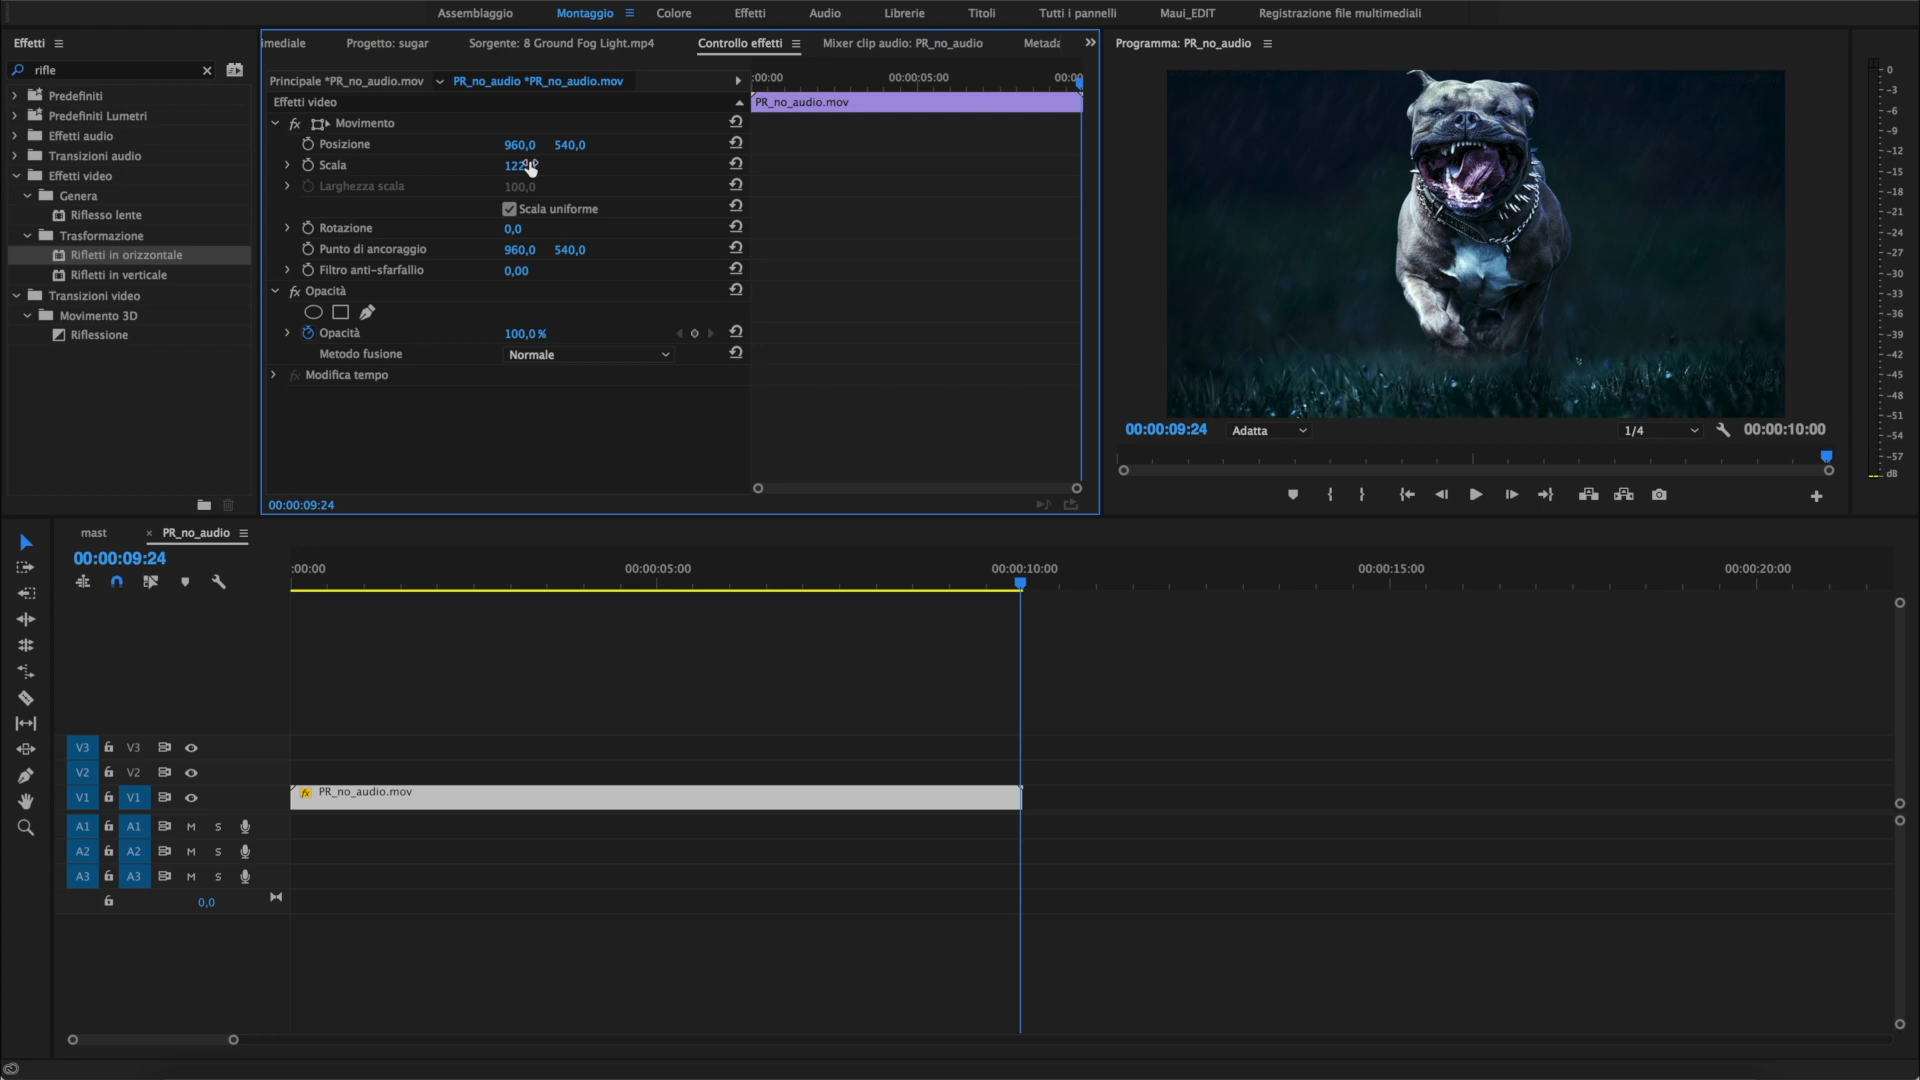 Assemblaggio Montaggio Colore Effetti Audio Librerie Titoli Tutti i pannelli Maui_EDIT Registrazione file multimediali
Effetti
rifle
Predefiniti
Predefiniti Lumetri
Effetti audio
Transizioni audio
Effetti video
Genera
Riflesso lente
Trasformazione
Rifletti in orizzontale
Rifletti in verticale
Transizioni video
Movimento 3D
Riflessione
imediale Progetto: sugar Sorgente: 8 Ground Fog Light.mp4 Controllo effetti Mixer clip audio: PR_no_audio Metada
Principale *PR_no_audio.mov PR_no_audio *PR_no_audio.mov :00:00 00:00:05:00 00:00
Effetti video PR_no_audio.mov
fx Movimento
Posizione 960,0 540,0
Scala 122
Larghezza scala 100,0
Scala uniforme
Rotazione 0,0
Punto di ancoraggio 960,0 540,0
Filtro anti-sfarfallio 0,00
fx Opacità
Opacità 100,0 %
Metodo fusione Normale
fx Modifica tempo
00:00:09:24
Programma: PR_no_audio
00:00:09:24 Adatta 1/4 00:00:10:00
0
-3
-6
-9
-12
-15
-18
-21
-24
-27
-30
-33
-36
-39
-42
-45
-48
-51
-54
-57
dB
mast × PR_no_audio
00:00:09:24
:00:00 00:00:05:00 00:00:10:00 00:00:15:00 00:00:20:00
V3 V3
V2 V2
V1 V1 fx PR_no_audio.mov
A1 A1 M S
A2 A2 M S
A3 A3 M S
0,0